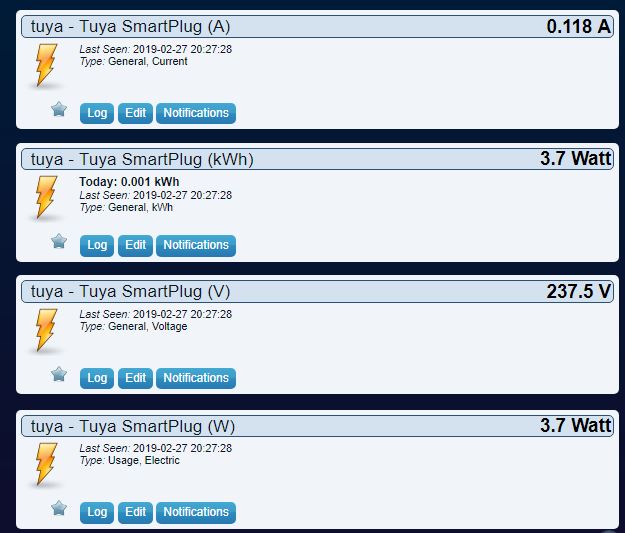 tuya - Tuya SmartPlug (A) 0.118 A
Last Seen: 2019-02-27 20:27:28
Type: General, Current
Log Edit Notifications
tuya - Tuya SmartPlug (kWh) 3.7 Watt
Today: 0.001 kWh
Last Seen: 2019-02-27 20:27:28
Type: General, kWh
Log Edit Notifications
tuya - Tuya SmartPlug (V) 237.5 V
Last Seen: 2019-02-27 20:27:28
Type: General, Voltage
Log Edit Notifications
tuya - Tuya SmartPlug (W) 3.7 Watt
Last Seen: 2019-02-27 20:27:28
Type: Usage, Electric
Log Edit Notifications